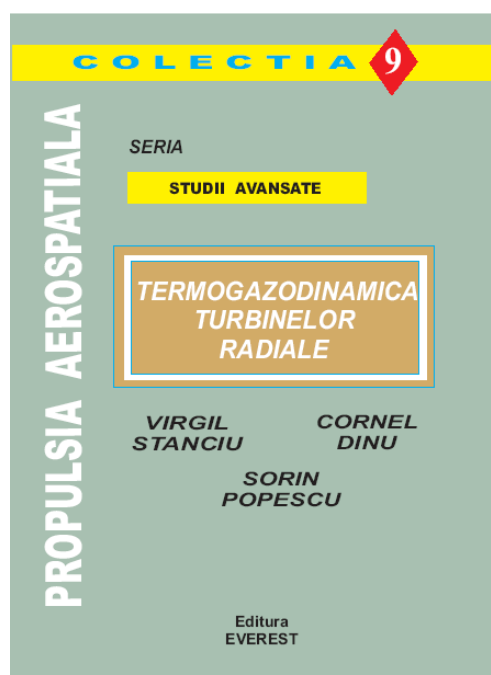 COLECTIA 9
PROPULSIA AEROSPATIALA
SERIA
STUDII AVANSATE
TERMOGAZODINAMICA
TURBINELOR
RADIALE
VIRGIL
STANCIU
CORNEL
DINU
SORIN
POPESCU
Editura
EVEREST